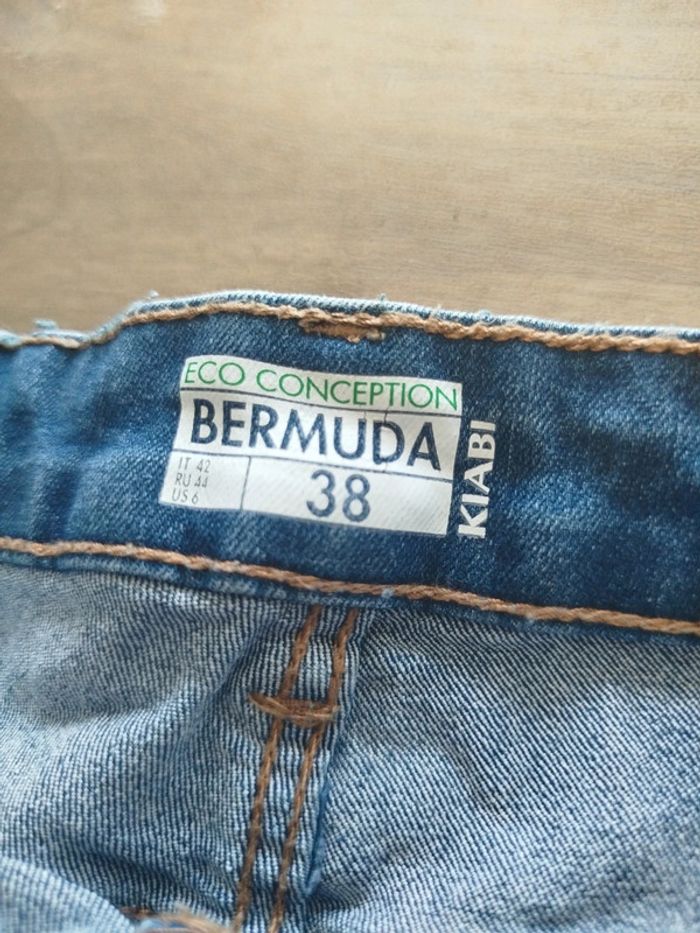 ECO CONCEPTION
BERMUDA
IT 42
RU 44
US 6
38
KIABI